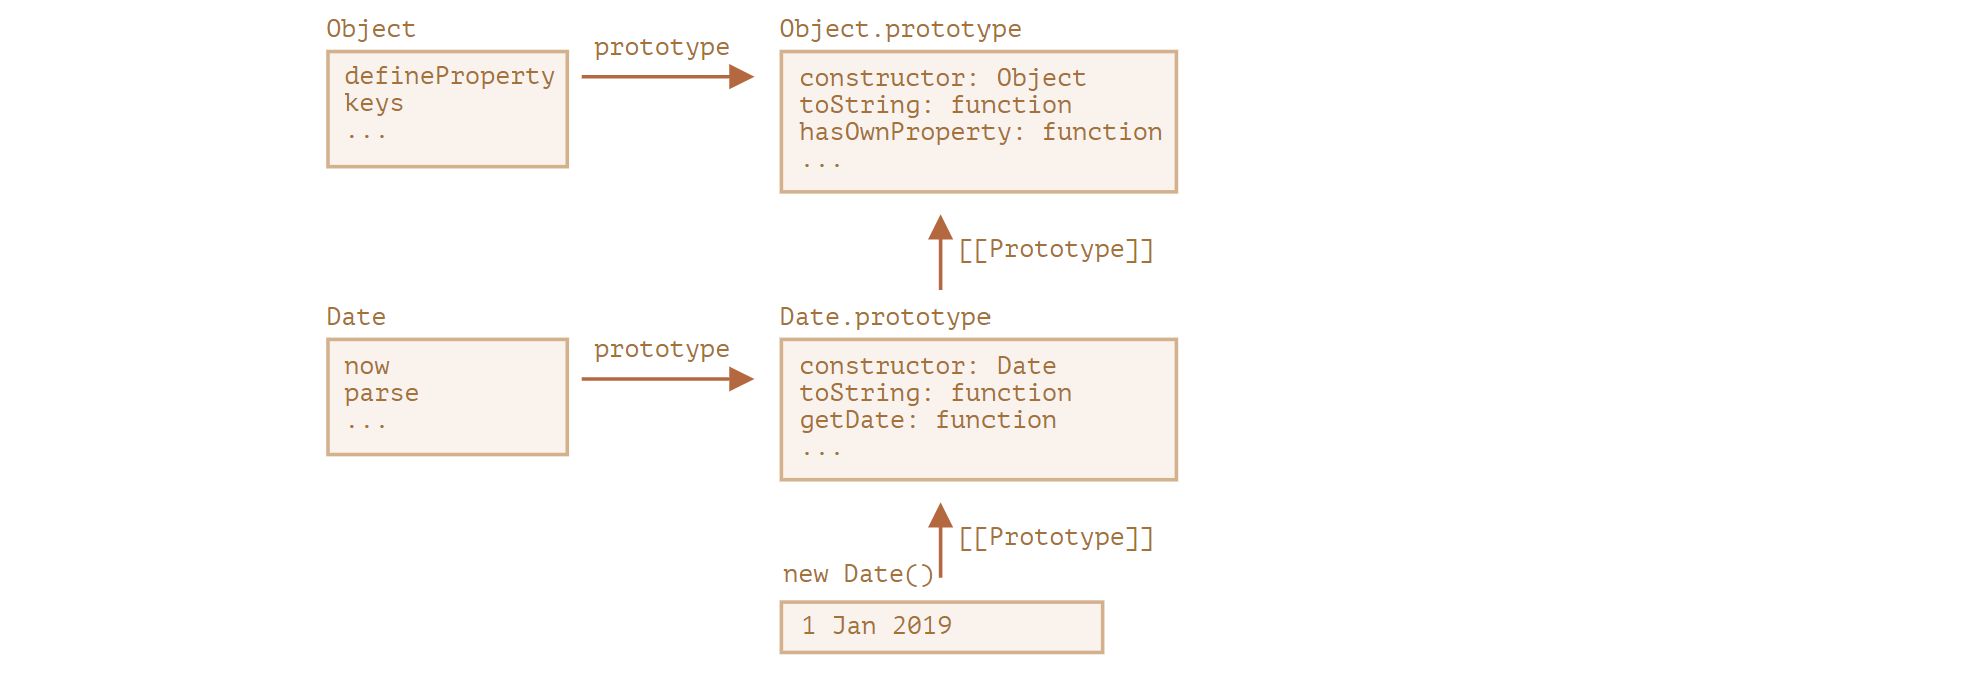 Object
defineProperty
keys
...
prototype
Object.prototype
constructor: Object
toString: function
hasOwnProperty: function
...
[[Prototype]]
Date
now
parse
...
prototype
Date.prototype
constructor: Date
toString: function
getDate: function
...
[[Prototype]]
new Date()
1 Jan 2019